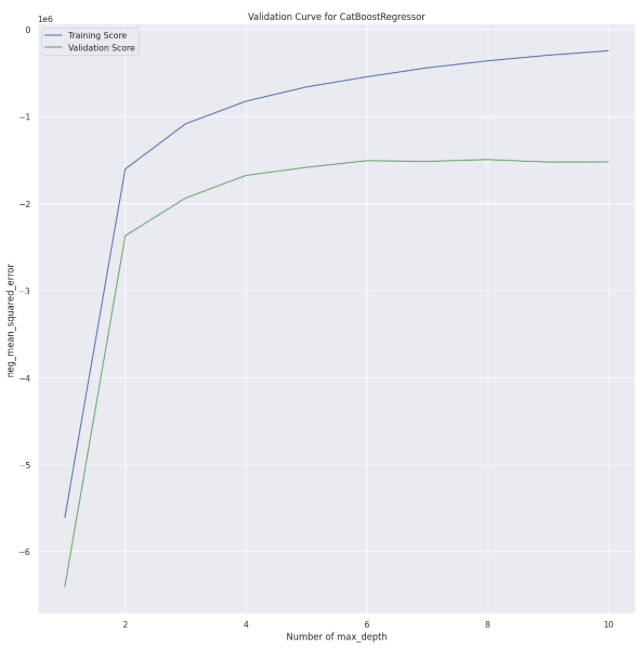 Validation Curve for CatBoostRegressor
1e6
Training Score
Validation Score
0
−1
−2
−3
−4
−5
−6
neg_mean_squared_error
2 4 6 8 10
Number of max_depth